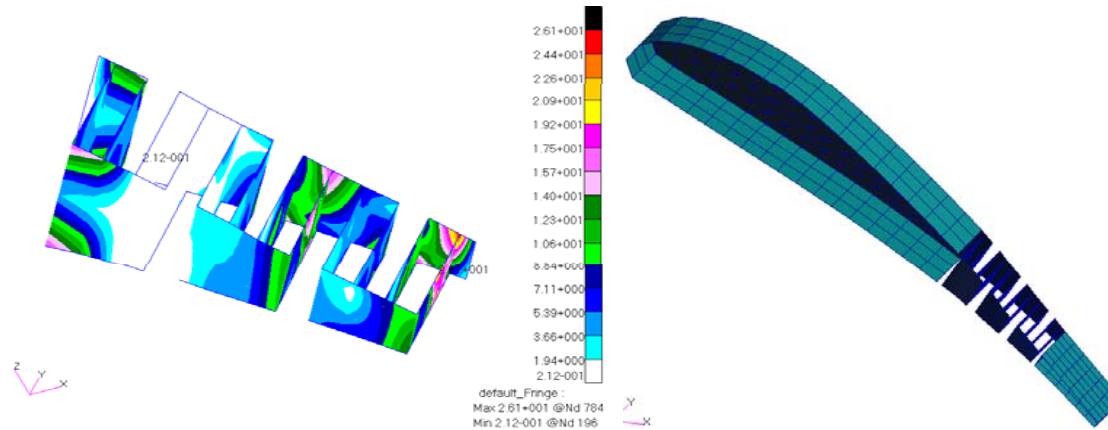 2.61+001
2.44+001
2.26+001
2.09+001
1.92+001
1.75+001
1.57+001
1.40+001
1.23+001
1.06+001
8.84+000
7.11+000
5.39+000
3.66+000
1.94+000
2.12-001
default_Fringe :
Max 2.61+001 @Nd 784
Min 2.12-001 @Nd 196
2.12-001
Z
Y
X
Y
X